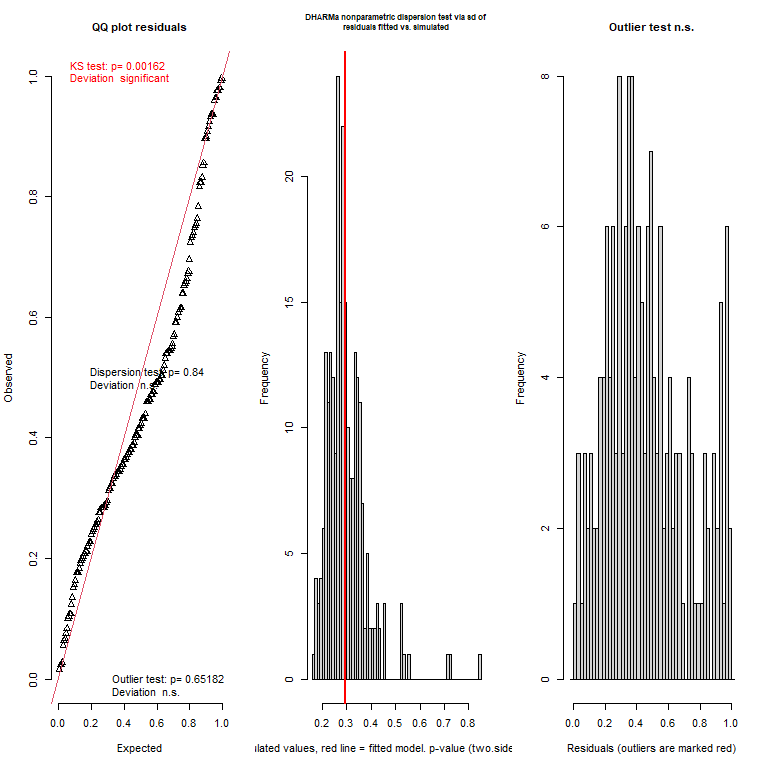 QQ plot residuals
KS test: p= 0.00162
Deviation significant
Dispersion test: p= 0.84
Deviation n.s.
Outlier test: p= 0.65182
Deviation n.s.
Observed
0.0 0.2 0.4 0.6 0.8 1.0
0.0 0.2 0.4 0.6 0.8 1.0
Expected
DHARMa nonparametric dispersion test via sd of
residuals fitted vs. simulated
Frequency
0 5 10 15 20
0.2 0.3 0.4 0.5 0.6 0.7 0.8
ulated values, red line = fitted model. p-value (two.side
Outlier test n.s.
Frequency
0 2 4 6 8
0.0 0.2 0.4 0.6 0.8 1.0
Residuals (outliers are marked red)